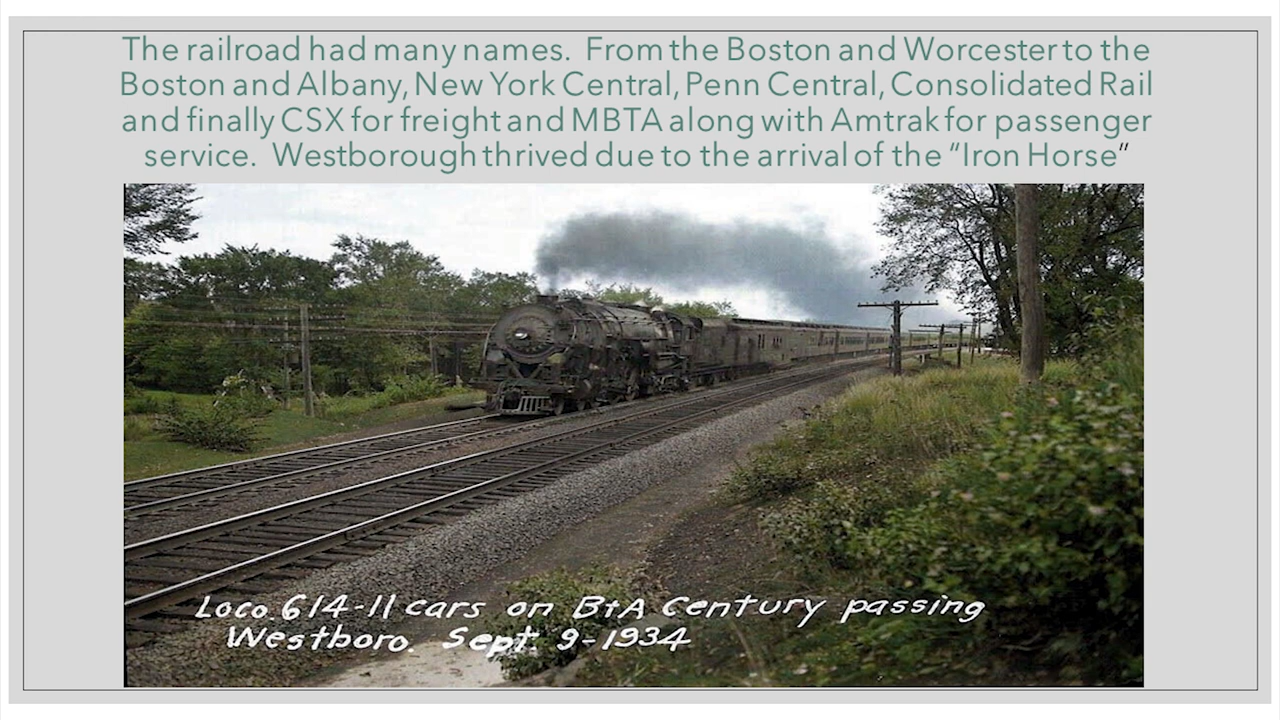 The railroad had many names. From the Boston and Worcester to the
Boston and Albany, New York Central, Penn Central, Consolidated Rail
and finally CSX for freight and MBTA along with Amtrak for passenger
service. Westborough thrived due to the arrival of the “Iron Horse”
Loco. 614-11 cars on B+A Century passing
Westboro. Sept. 9-1934